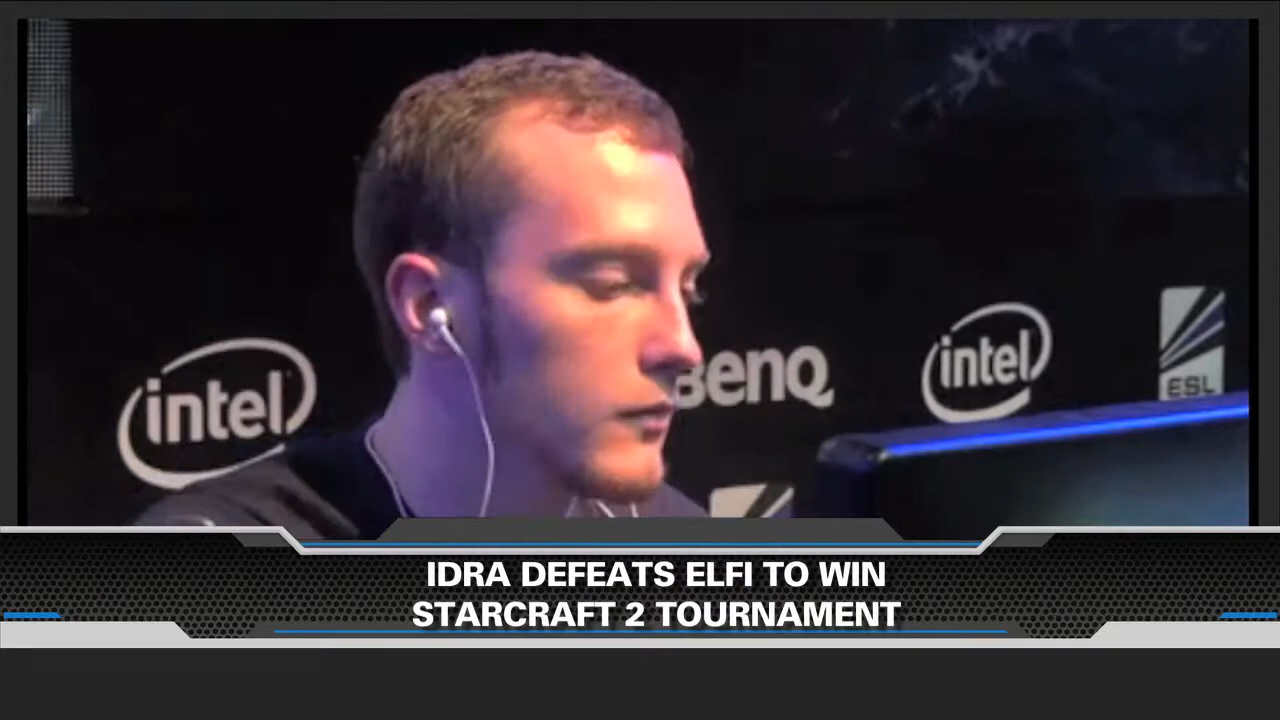 intel
BenQ
intel
ESL
IDRA DEFEATS ELFI TO WIN
STARCRAFT 2 TOURNAMENT